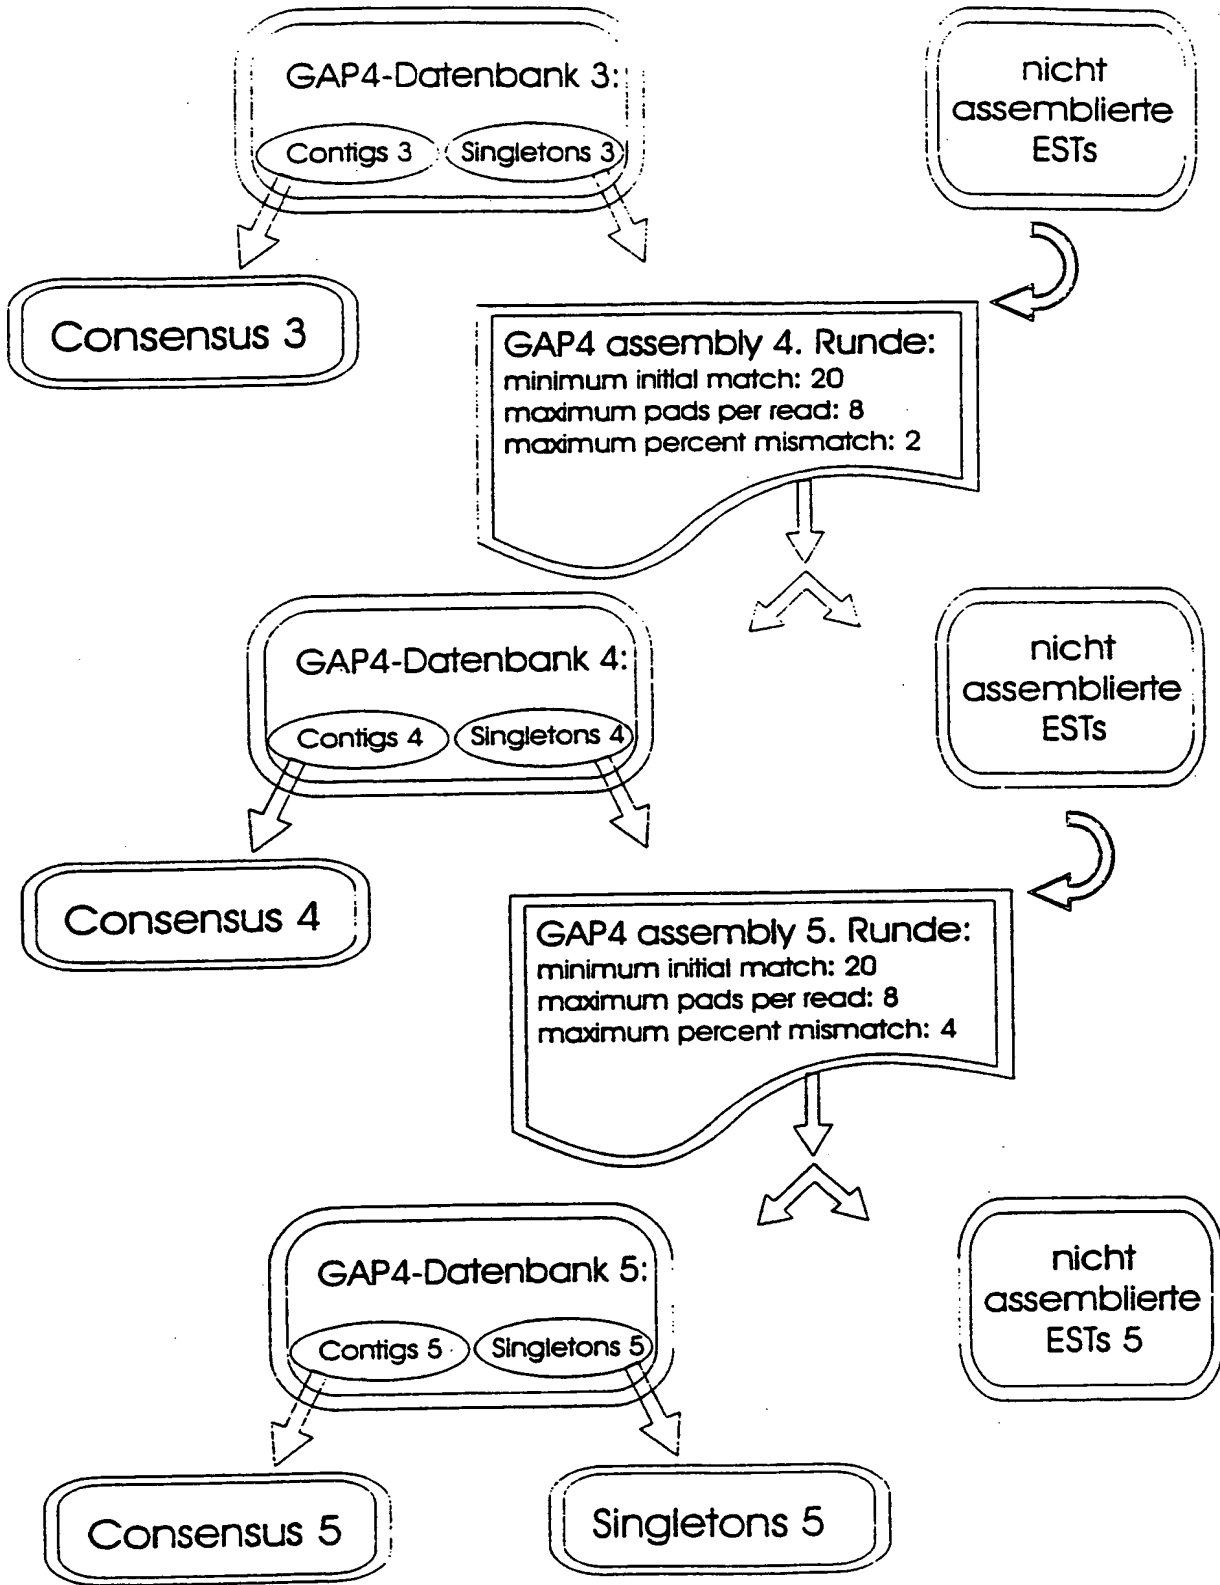 GAP4-Datenbank 3:
Contigs 3
Singletons 3
nicht
assemblierte
ESTs
Consensus 3
GAP4 assembly 4. Runde:
minimum initial match: 20
maximum pads per read: 8
maximum percent mismatch: 2
GAP4-Datenbank 4:
Contigs 4
Singletons 4
nicht
assemblierte
ESTs
Consensus 4
GAP4 assembly 5. Runde:
minimum initial match: 20
maximum pads per read: 8
maximum percent mismatch: 4
GAP4-Datenbank 5:
Contigs 5
Singletons 5
nicht
assemblierte
ESTs 5
Consensus 5
Singletons 5